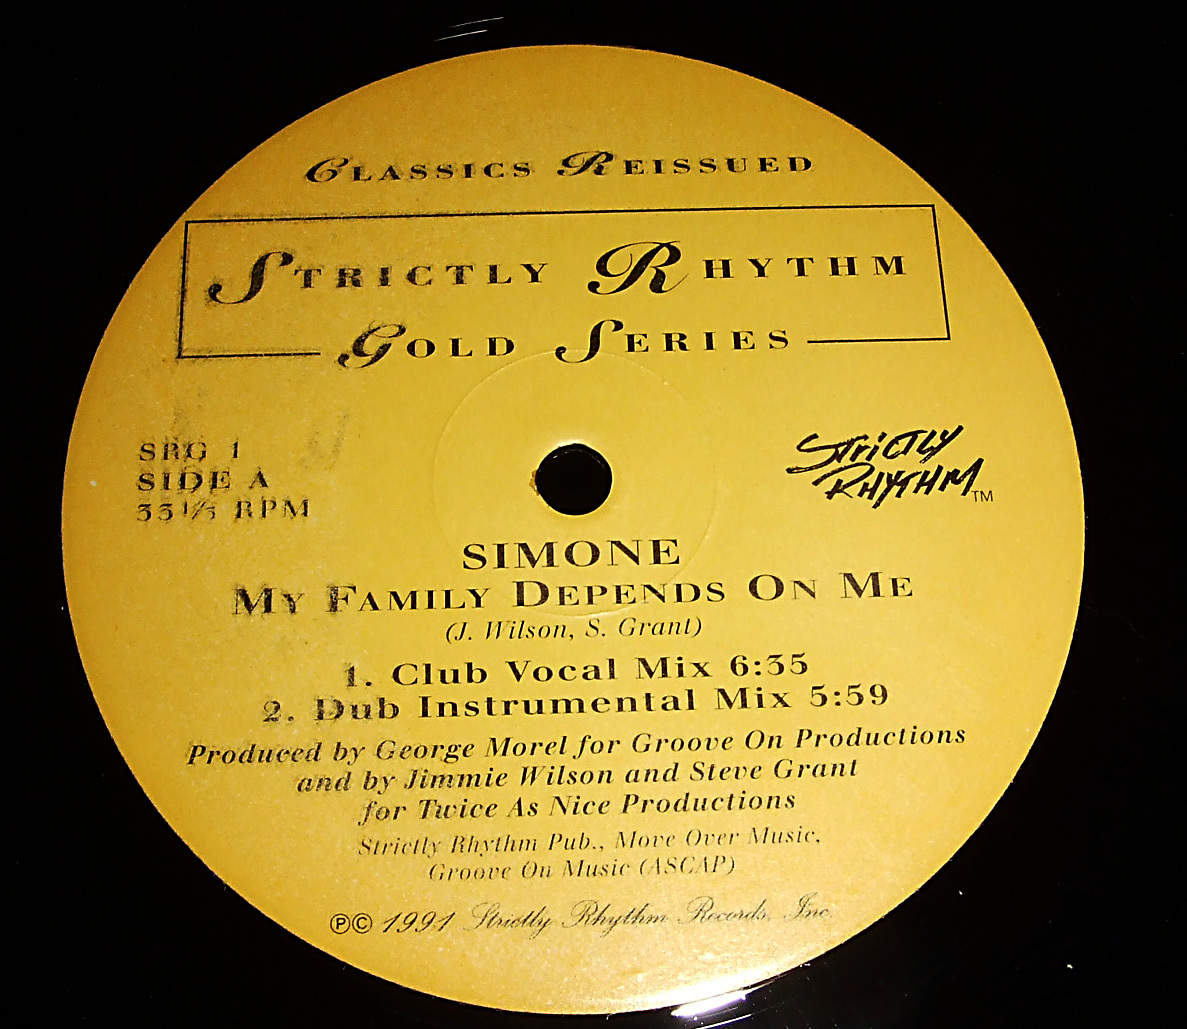 Classics Reissued
Strictly Rhythm
Gold Series
SRG 1
SIDE A
33 1/3 RPM
Strictly
Rhythm™
SIMONE
My Family Depends On Me
(J. Wilson, S. Grant)
1. Club Vocal Mix 6:35
2. Dub Instrumental Mix 5:59
Produced by George Morel for Groove On Productions
and by Jimmie Wilson and Steve Grant
for Twice As Nice Productions
Strictly Rhythm Pub., Move Over Music,
Groove On Music (ASCAP)
℗© 1991 Strictly Rhythm Records, Inc.